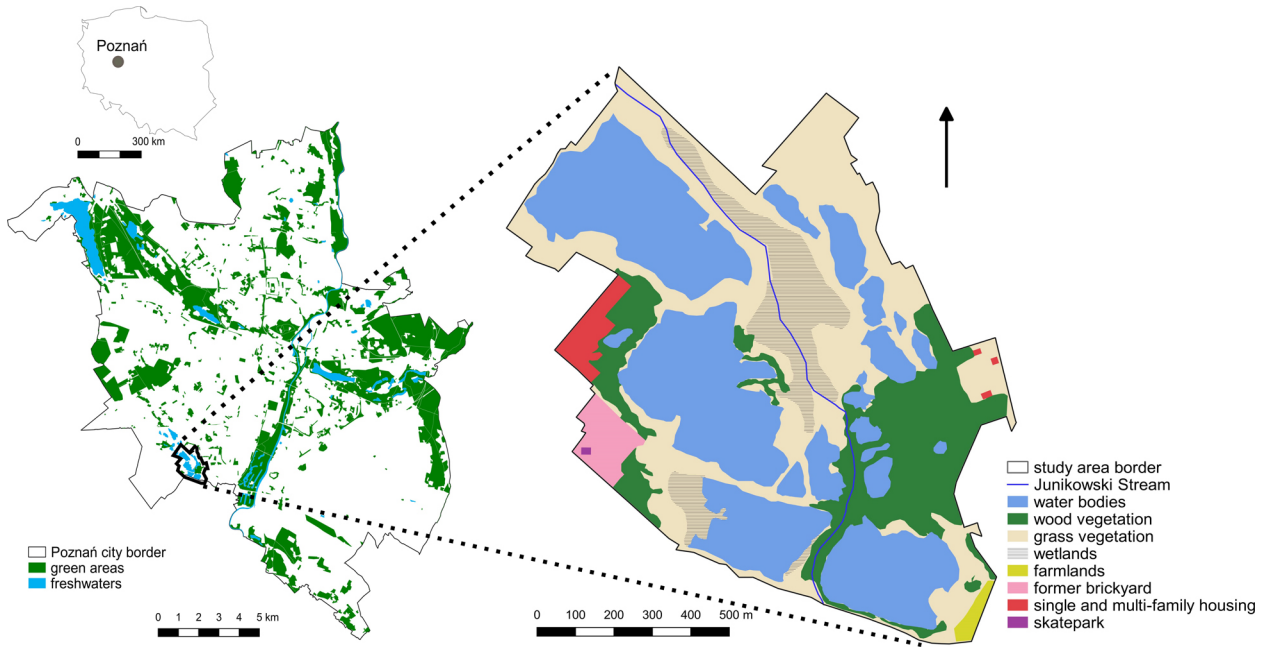 Poznań
0 300 km
Poznań city border
green areas
freshwaters
0 1 2 3 4 5 km
0 100 200 300 400 500 m
study area border
Junikowski Stream
water bodies
wood vegetation
grass vegetation
wetlands
farmlands
former brickyard
single and multi-family housing
skatepark